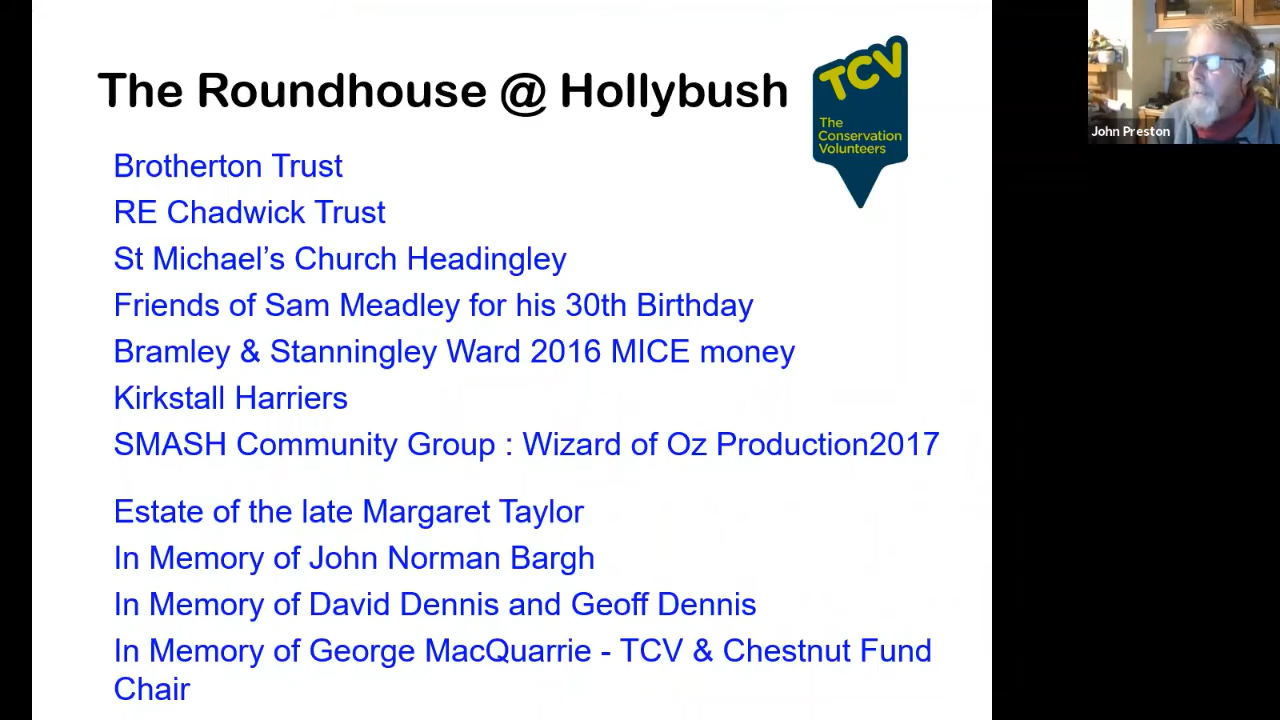 The Roundhouse @ Hollybush
TCV
The
Conservation
Volunteers
John Preston
Brotherton Trust
RE Chadwick Trust
St Michael's Church Headingley
Friends of Sam Meadley for his 30th Birthday
Bramley & Stanningley Ward 2016 MICE money
Kirkstall Harriers
SMASH Community Group : Wizard of Oz Production2017
Estate of the late Margaret Taylor
In Memory of John Norman Bargh
In Memory of David Dennis and Geoff Dennis
In Memory of George MacQuarrie - TCV & Chestnut Fund
Chair